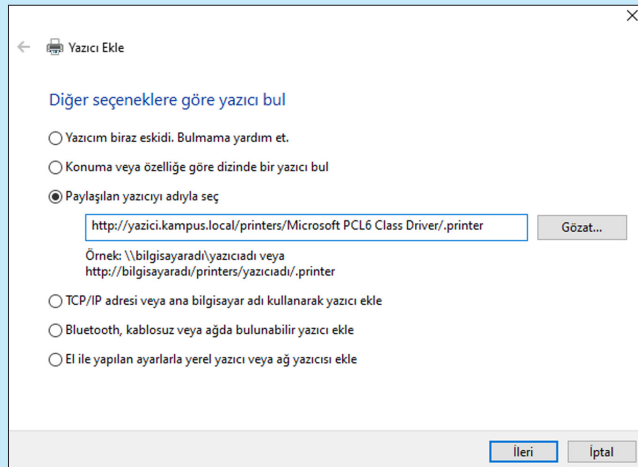 Yazıcı Ekle
Diğer seçeneklere göre yazıcı bul
Yazıcım biraz eskidi. Bulmama yardım et.
Konuma veya özelliğe göre dizinde bir yazıcı bul
Paylaşılan yazıcıyı adıyla seç
http://yazici.kampus.local/printers/Microsoft PCL6 Class Driver/.printer
Gözat...
Örnek: \\bilgisayaradı\yazıcıadı veya
http://bilgisayaradı/printers/yazıcıadı/.printer
TCP/IP adresi veya ana bilgisayar adı kullanarak yazıcı ekle
Bluetooth, kablosuz veya ağda bulunabilir yazıcı ekle
El ile yapılan ayarlarla yerel yazıcı veya ağ yazıcısı ekle
İleri
İptal